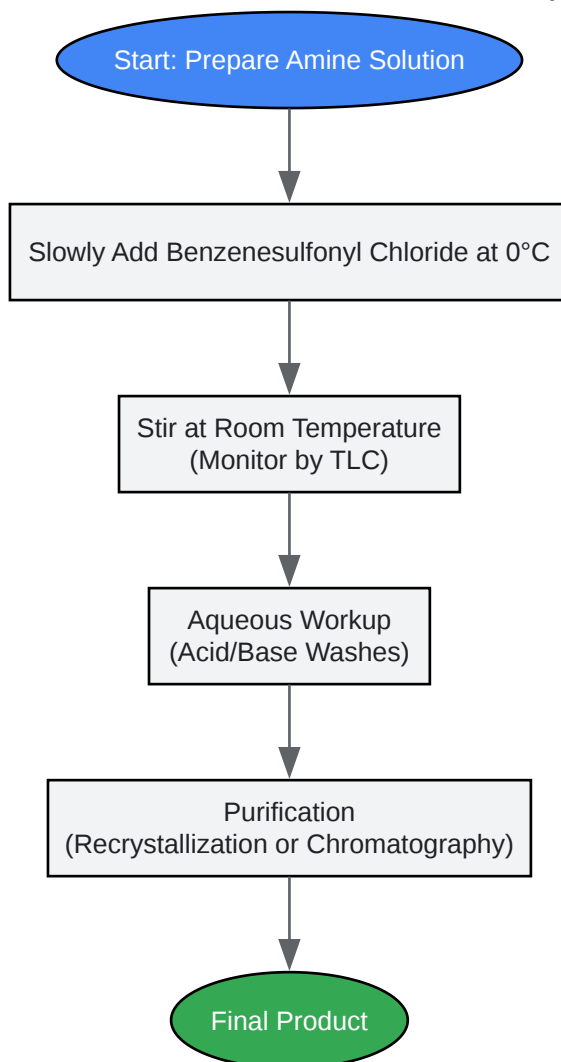 Start: Prepare Amine Solution
Slowly Add Benzenesulfonyl Chloride at 0°C
Stir at Room Temperature
(Monitor by TLC)
Aqueous Workup
(Acid/Base Washes)
Purification
(Recrystallization or Chromatography)
Final Product